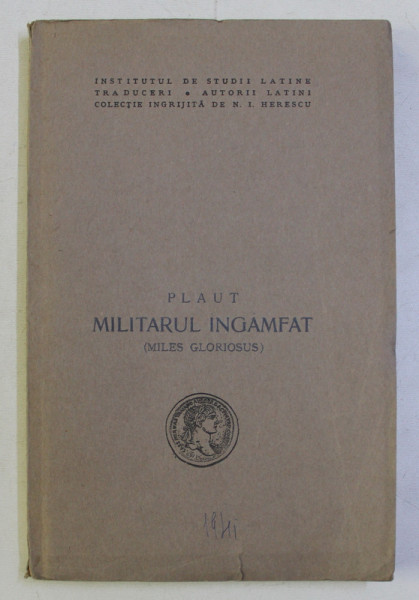 INSTITUTUL DE STUDII LATINE
TRADUCERI • AUTORII LATINI
COLECȚIE INGRIJITĂ DE N. I. HERESCU
PLAUT
MILITARUL INGAMFAT
(MILES GLORIOSUS)